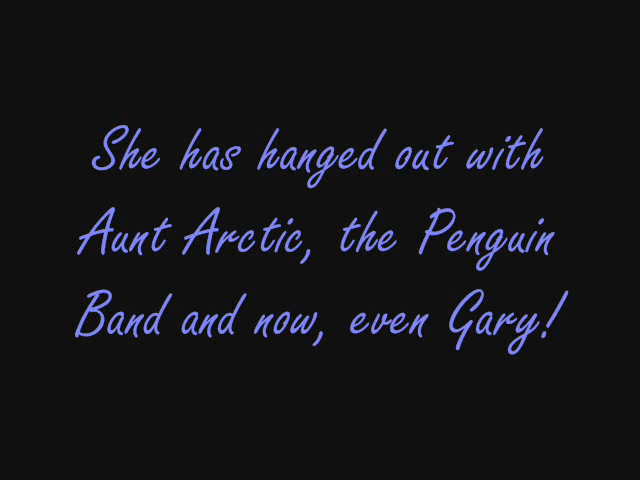 She has hanged out with
Aunt Arctic, the Penguin
Band and now, even Gary!